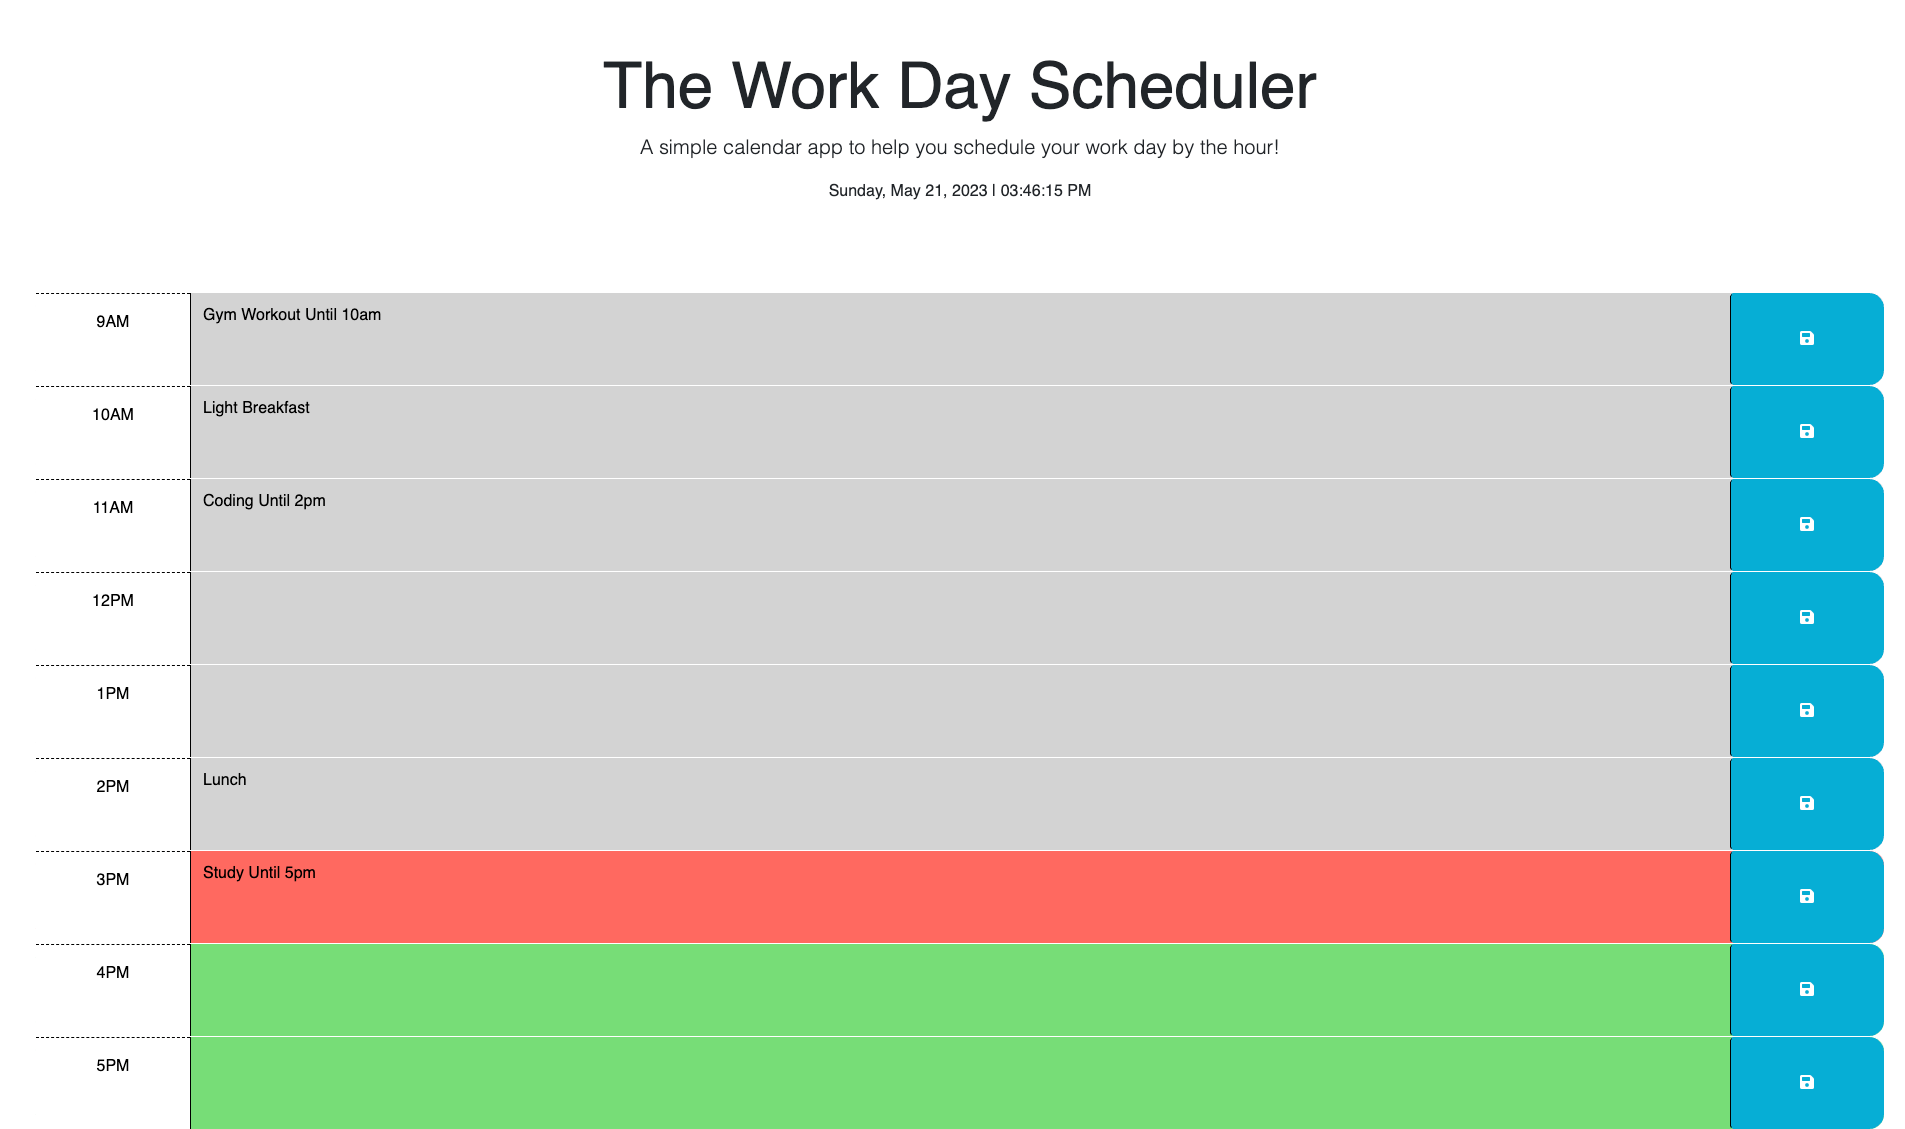 The Work Day Scheduler
A simple calendar app to help you schedule your work day by the hour!
Sunday, May 21, 2023 | 03:46:15 PM
9AM
Gym Workout Until 10am
10AM
Light Breakfast
11AM
Coding Until 2pm
12PM
1PM
2PM
Lunch
3PM
Study Until 5pm
4PM
5PM